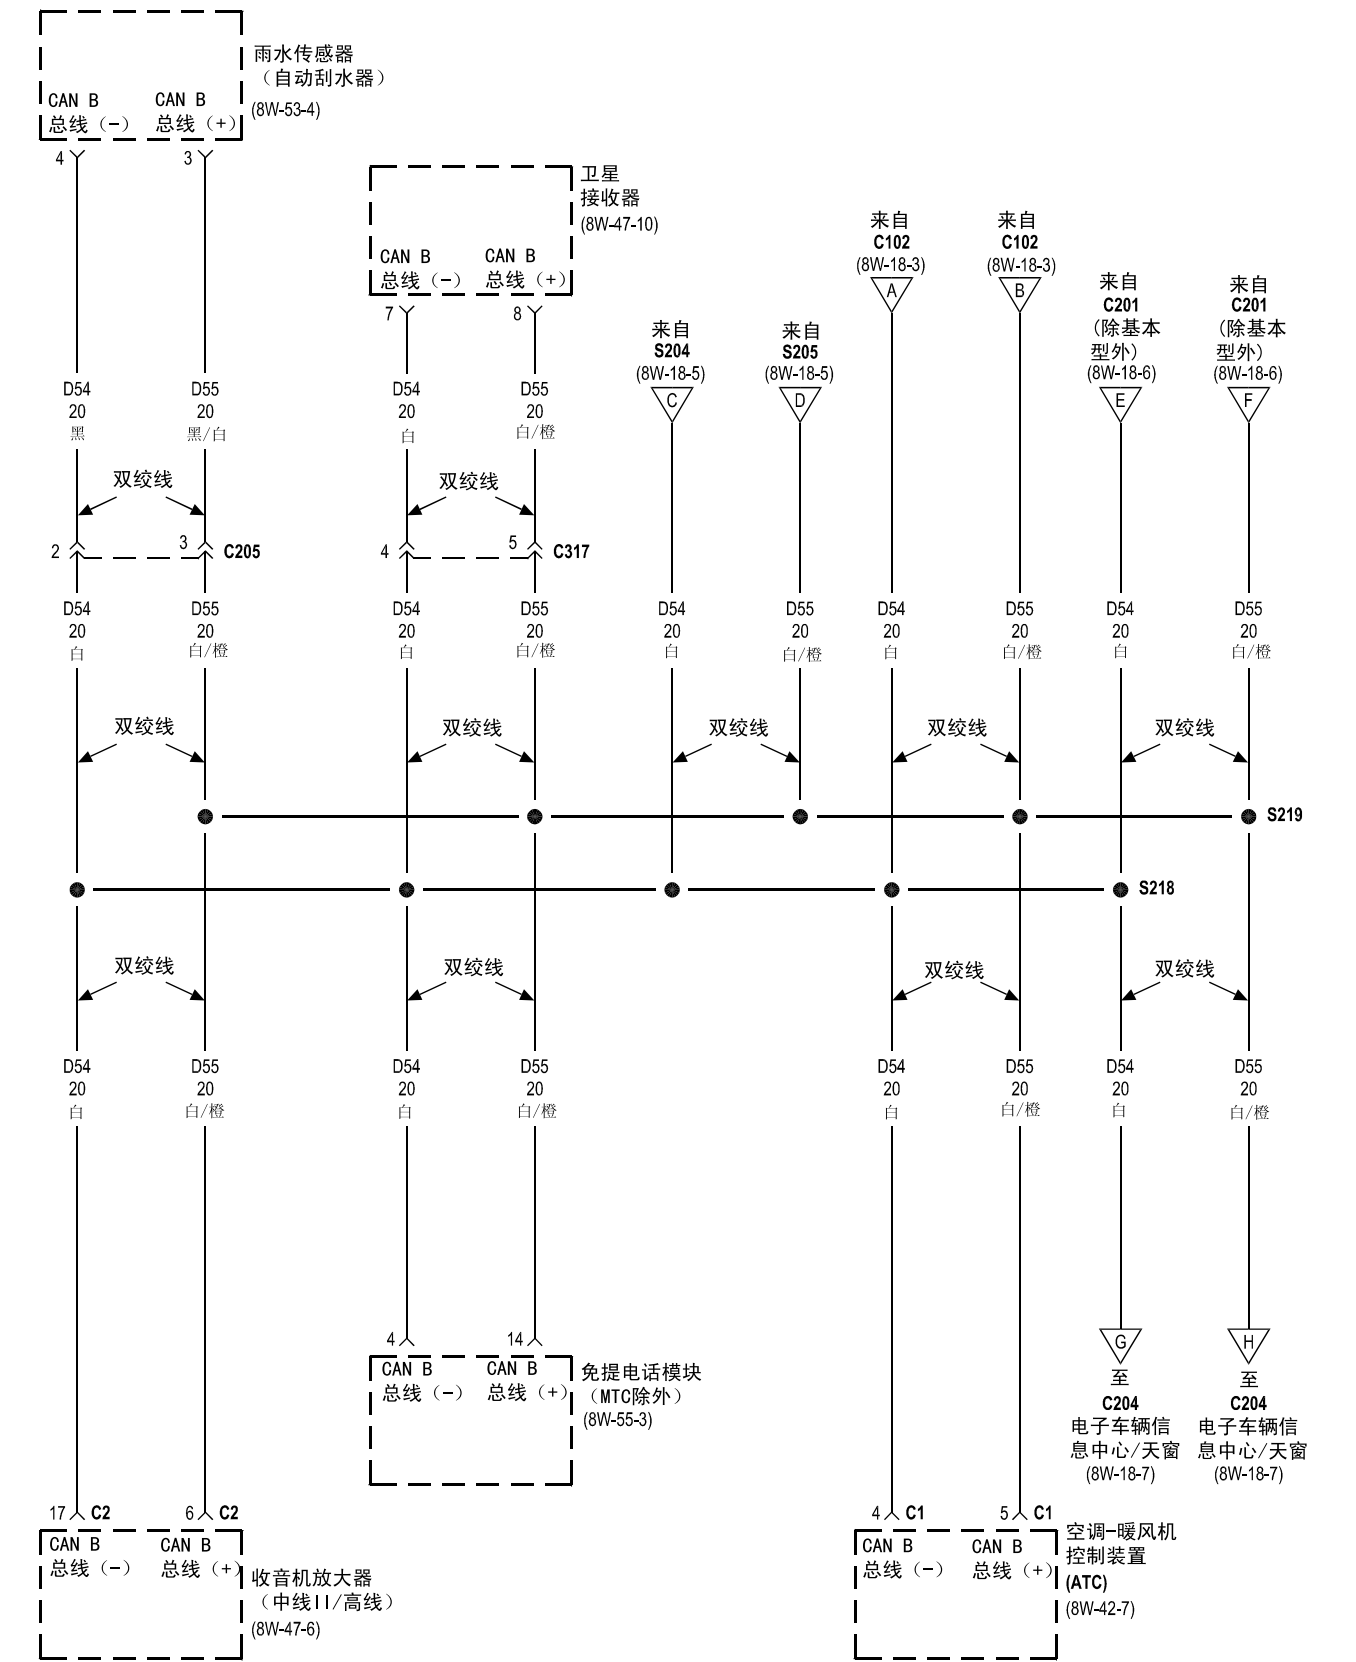 雨水传感器
（自动刮水器）
(8W-53-4)
CAN B
总线（-）
CAN B
总线（+）
4
3
卫星
接收器
(8W-47-10)
CAN B
总线（-）
CAN B
总线（+）
7
8
来自
S204
(8W-18-5)
C
来自
S205
(8W-18-5)
D
来自
C102
(8W-18-3)
A
来自
C102
(8W-18-3)
B
来自
C201
（除基本
型外）
(8W-18-6)
E
来自
C201
（除基本
型外）
(8W-18-6)
F
D54
20
黑
D55
20
黑/白
D54
20
白
D55
20
白/橙
双绞线
双绞线
2
3
C205
4
5
C317
D54
20
白
D55
20
白/橙
D54
20
白
D55
20
白/橙
D54
20
白
D55
20
白/橙
D54
20
白
D55
20
白/橙
D54
20
白
D55
20
白/橙
双绞线
双绞线
双绞线
双绞线
双绞线
S219
S218
双绞线
双绞线
双绞线
双绞线
D54
20
白
D55
20
白/橙
D54
20
白
D55
20
白/橙
D54
20
白
D55
20
白/橙
D54
20
白
D55
20
白/橙
4
14
CAN B
总线（-）
CAN B
总线（+）
免提电话模块
（MTC除外）
(8W-55-3)
G
至
C204
电子车辆信
息中心/天窗
(8W-18-7)
H
至
C204
电子车辆信
息中心/天窗
(8W-18-7)
17
C2
6
C2
CAN B
总线（-）
CAN B
总线（+）
收音机放大器
（中线II/高线）
(8W-47-6)
4
C1
5
C1
CAN B
总线（-）
CAN B
总线（+）
空调-暖风机
控制装置
(ATC)
(8W-42-7)